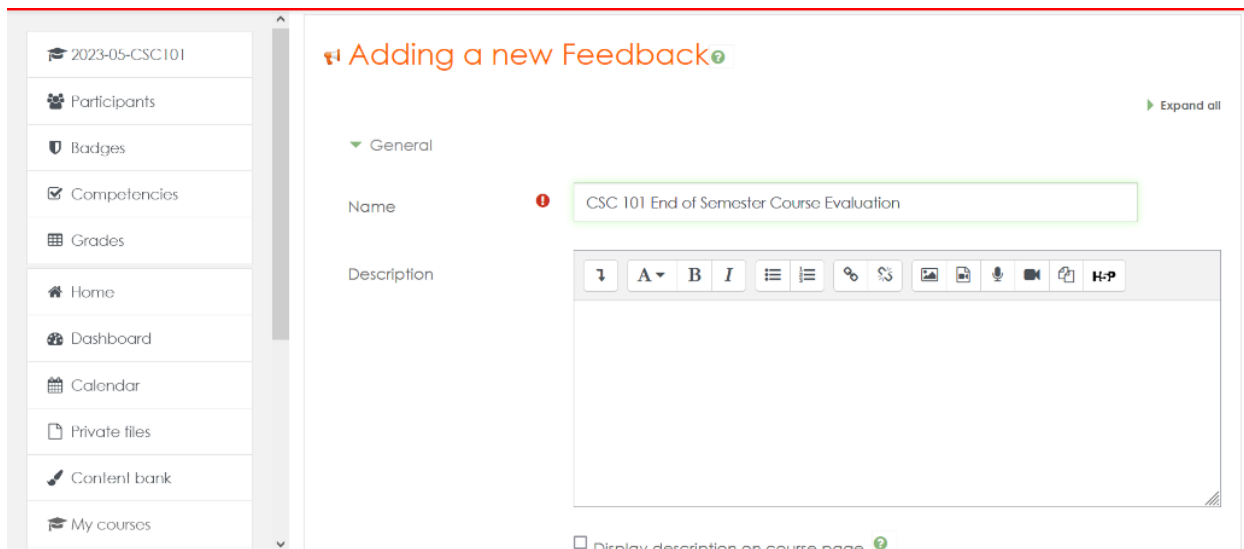 2023-05-CSC101
Participants
Badges
Competencies
Grades
Home
Dashboard
Calendar
Private files
Content bank
My courses
Adding a new Feedback
Expand all
General
Name
CSC 101 End of Semester Course Evaluation
Description
A B I H-P
Display description on course page